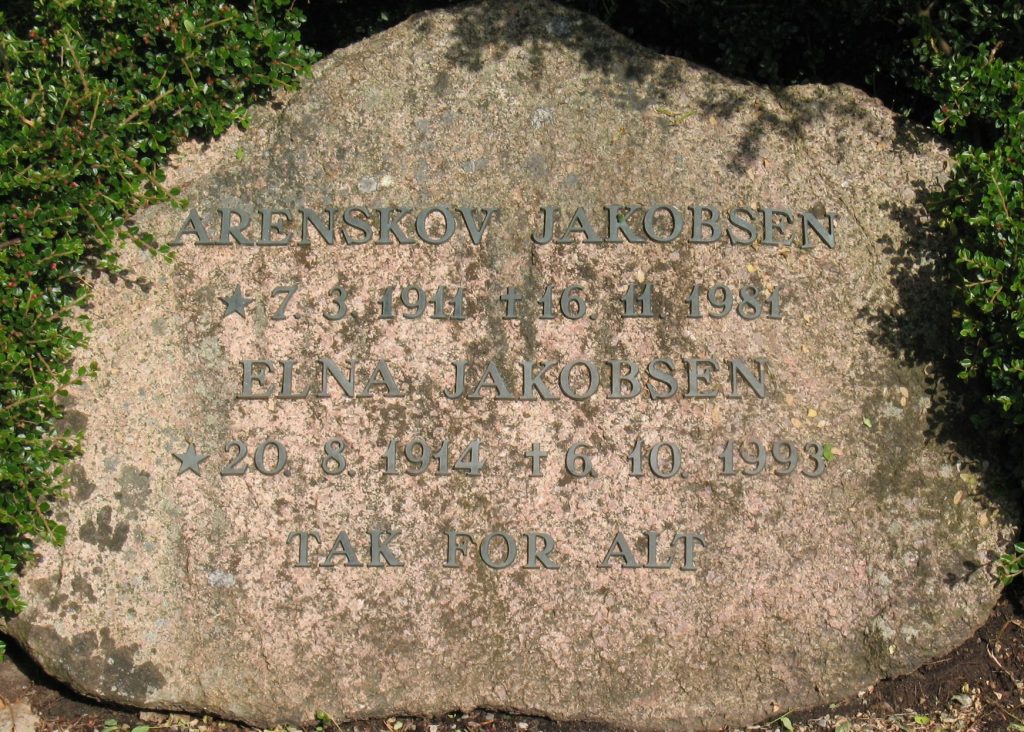 ARENSKOV JAKOBSEN
★ 7. 3. 1911 ✝ 16. 11. 1981
ELNA JAKOBSEN
★ 20. 8. 1914 ✝ 6. 10. 1993
TAK FOR ALT